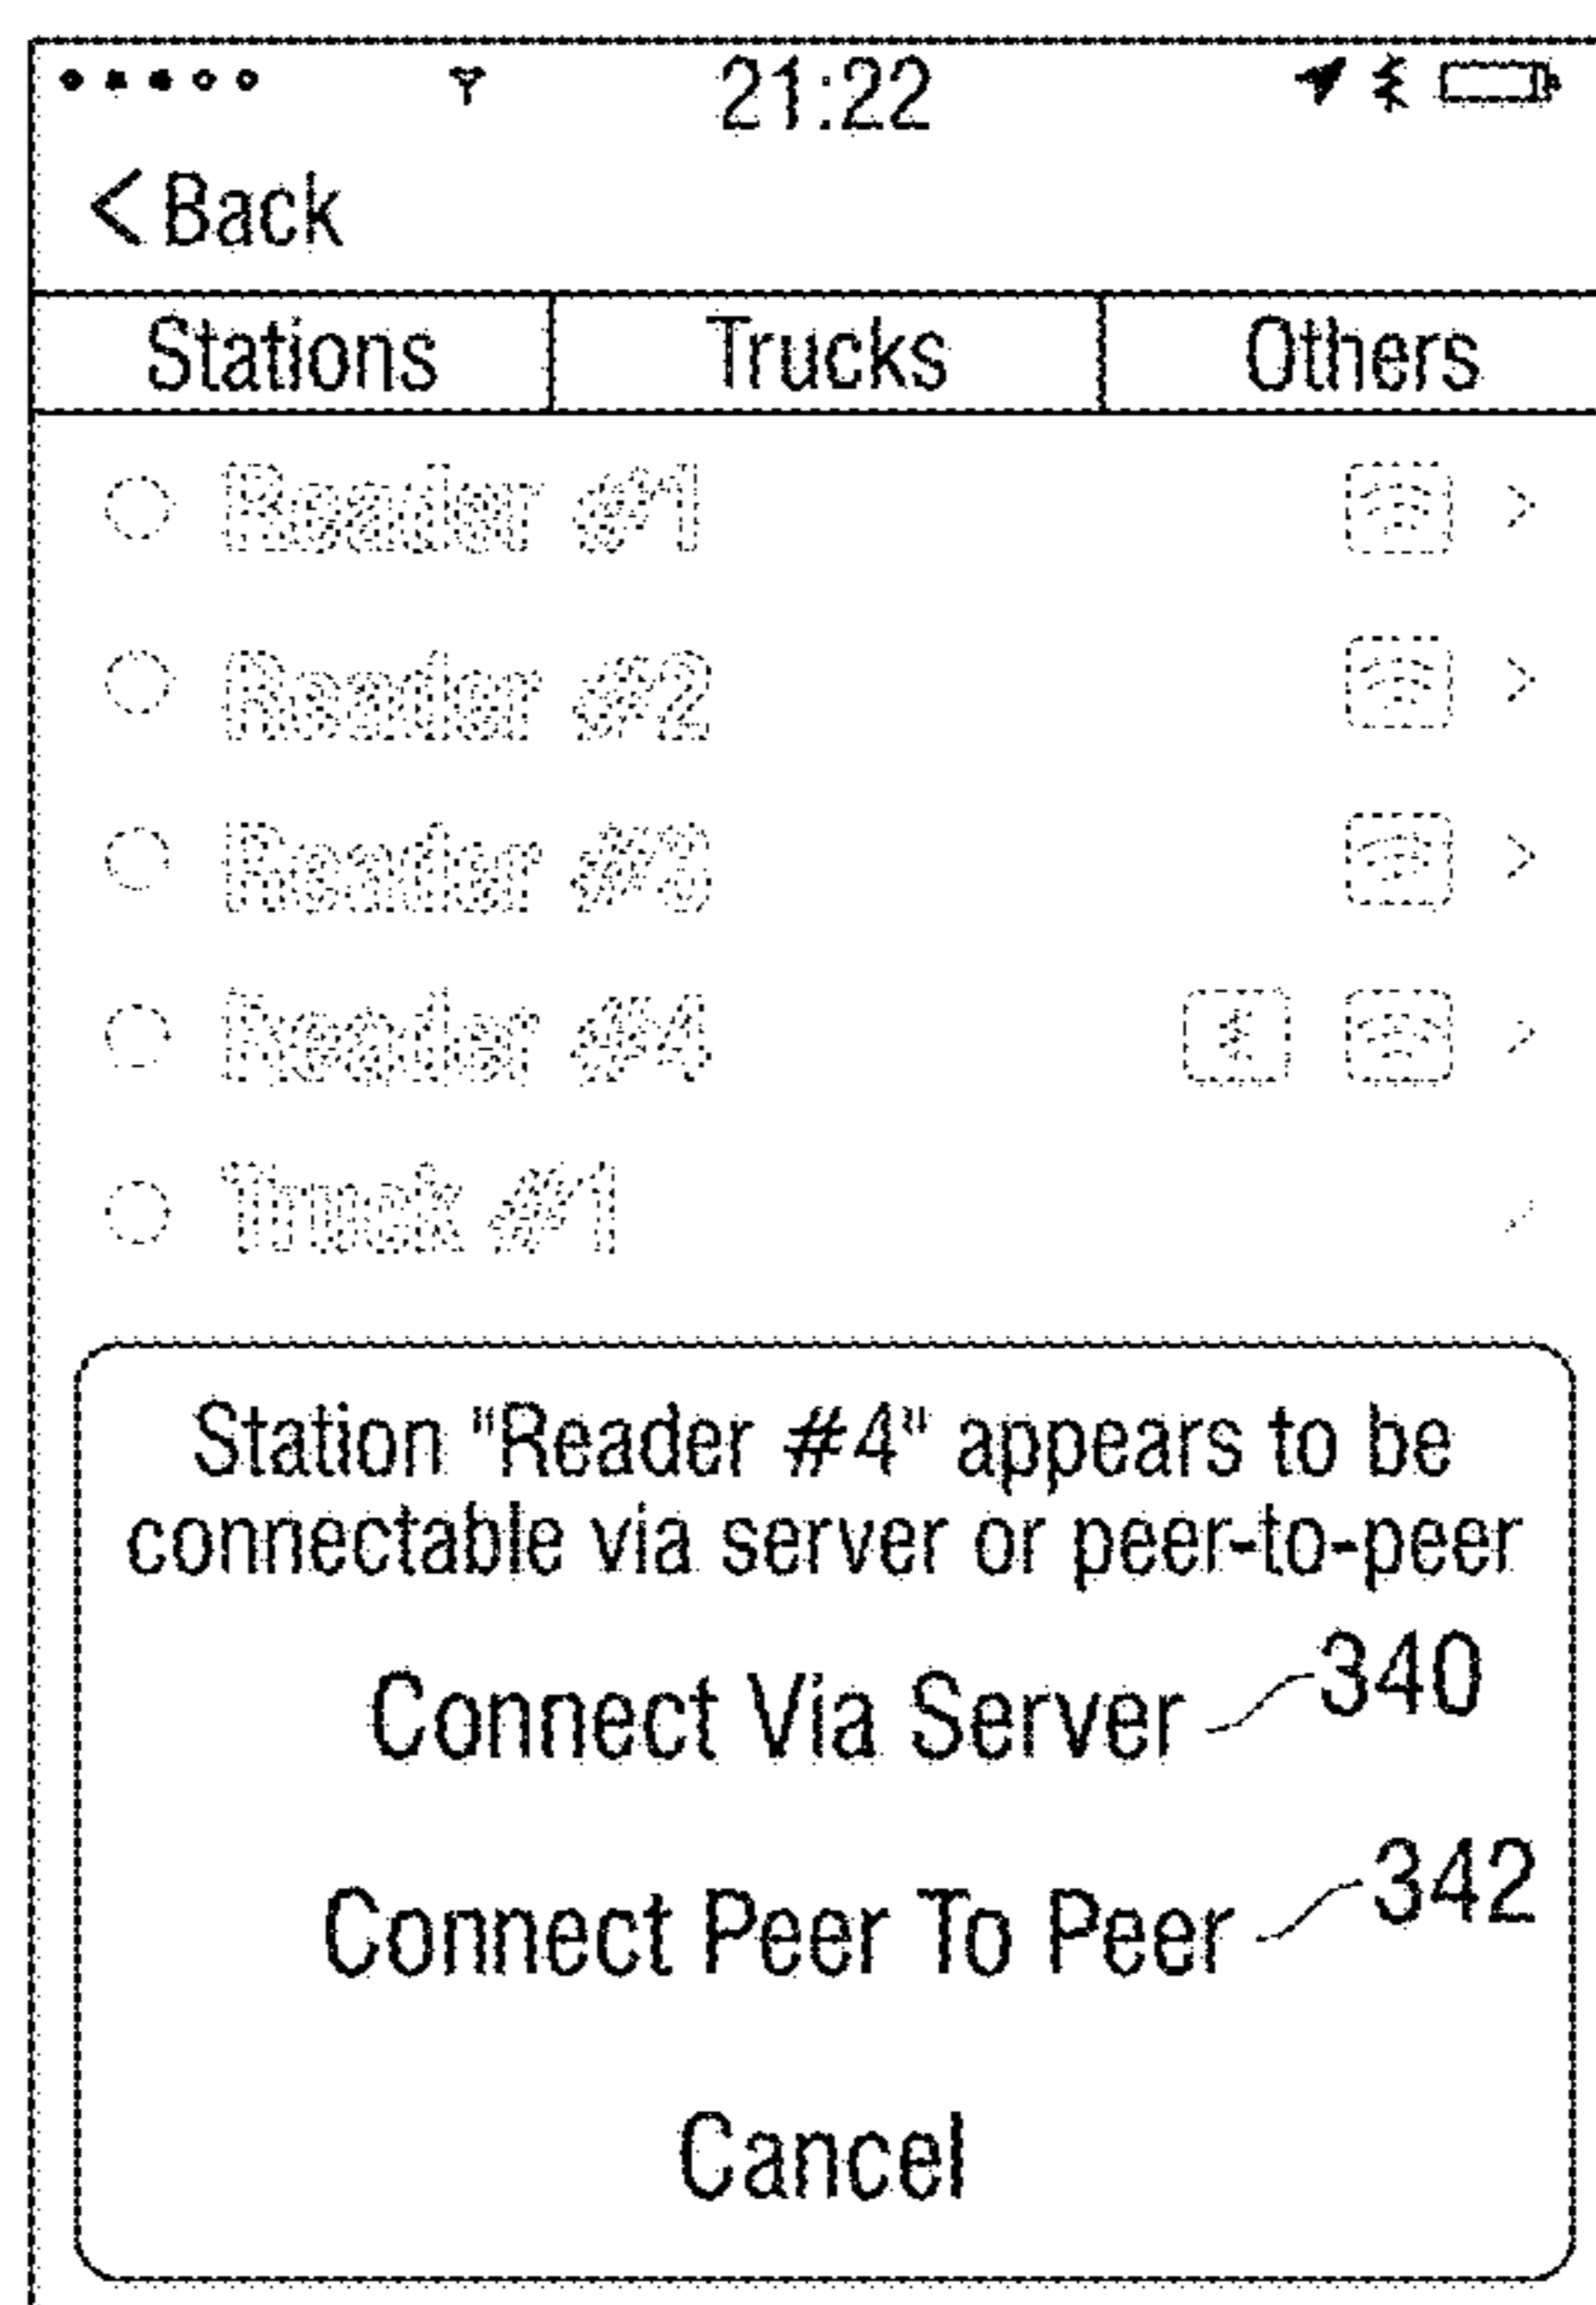 21:22
< Back
Stations Trucks Others
Reader #1
Reader #2
Reader #3
Reader #4
Truck #1
Station "Reader #4" appears to be
connectable via server or peer-to-peer
Connect Via Server 340
Connect Peer To Peer 342
Cancel